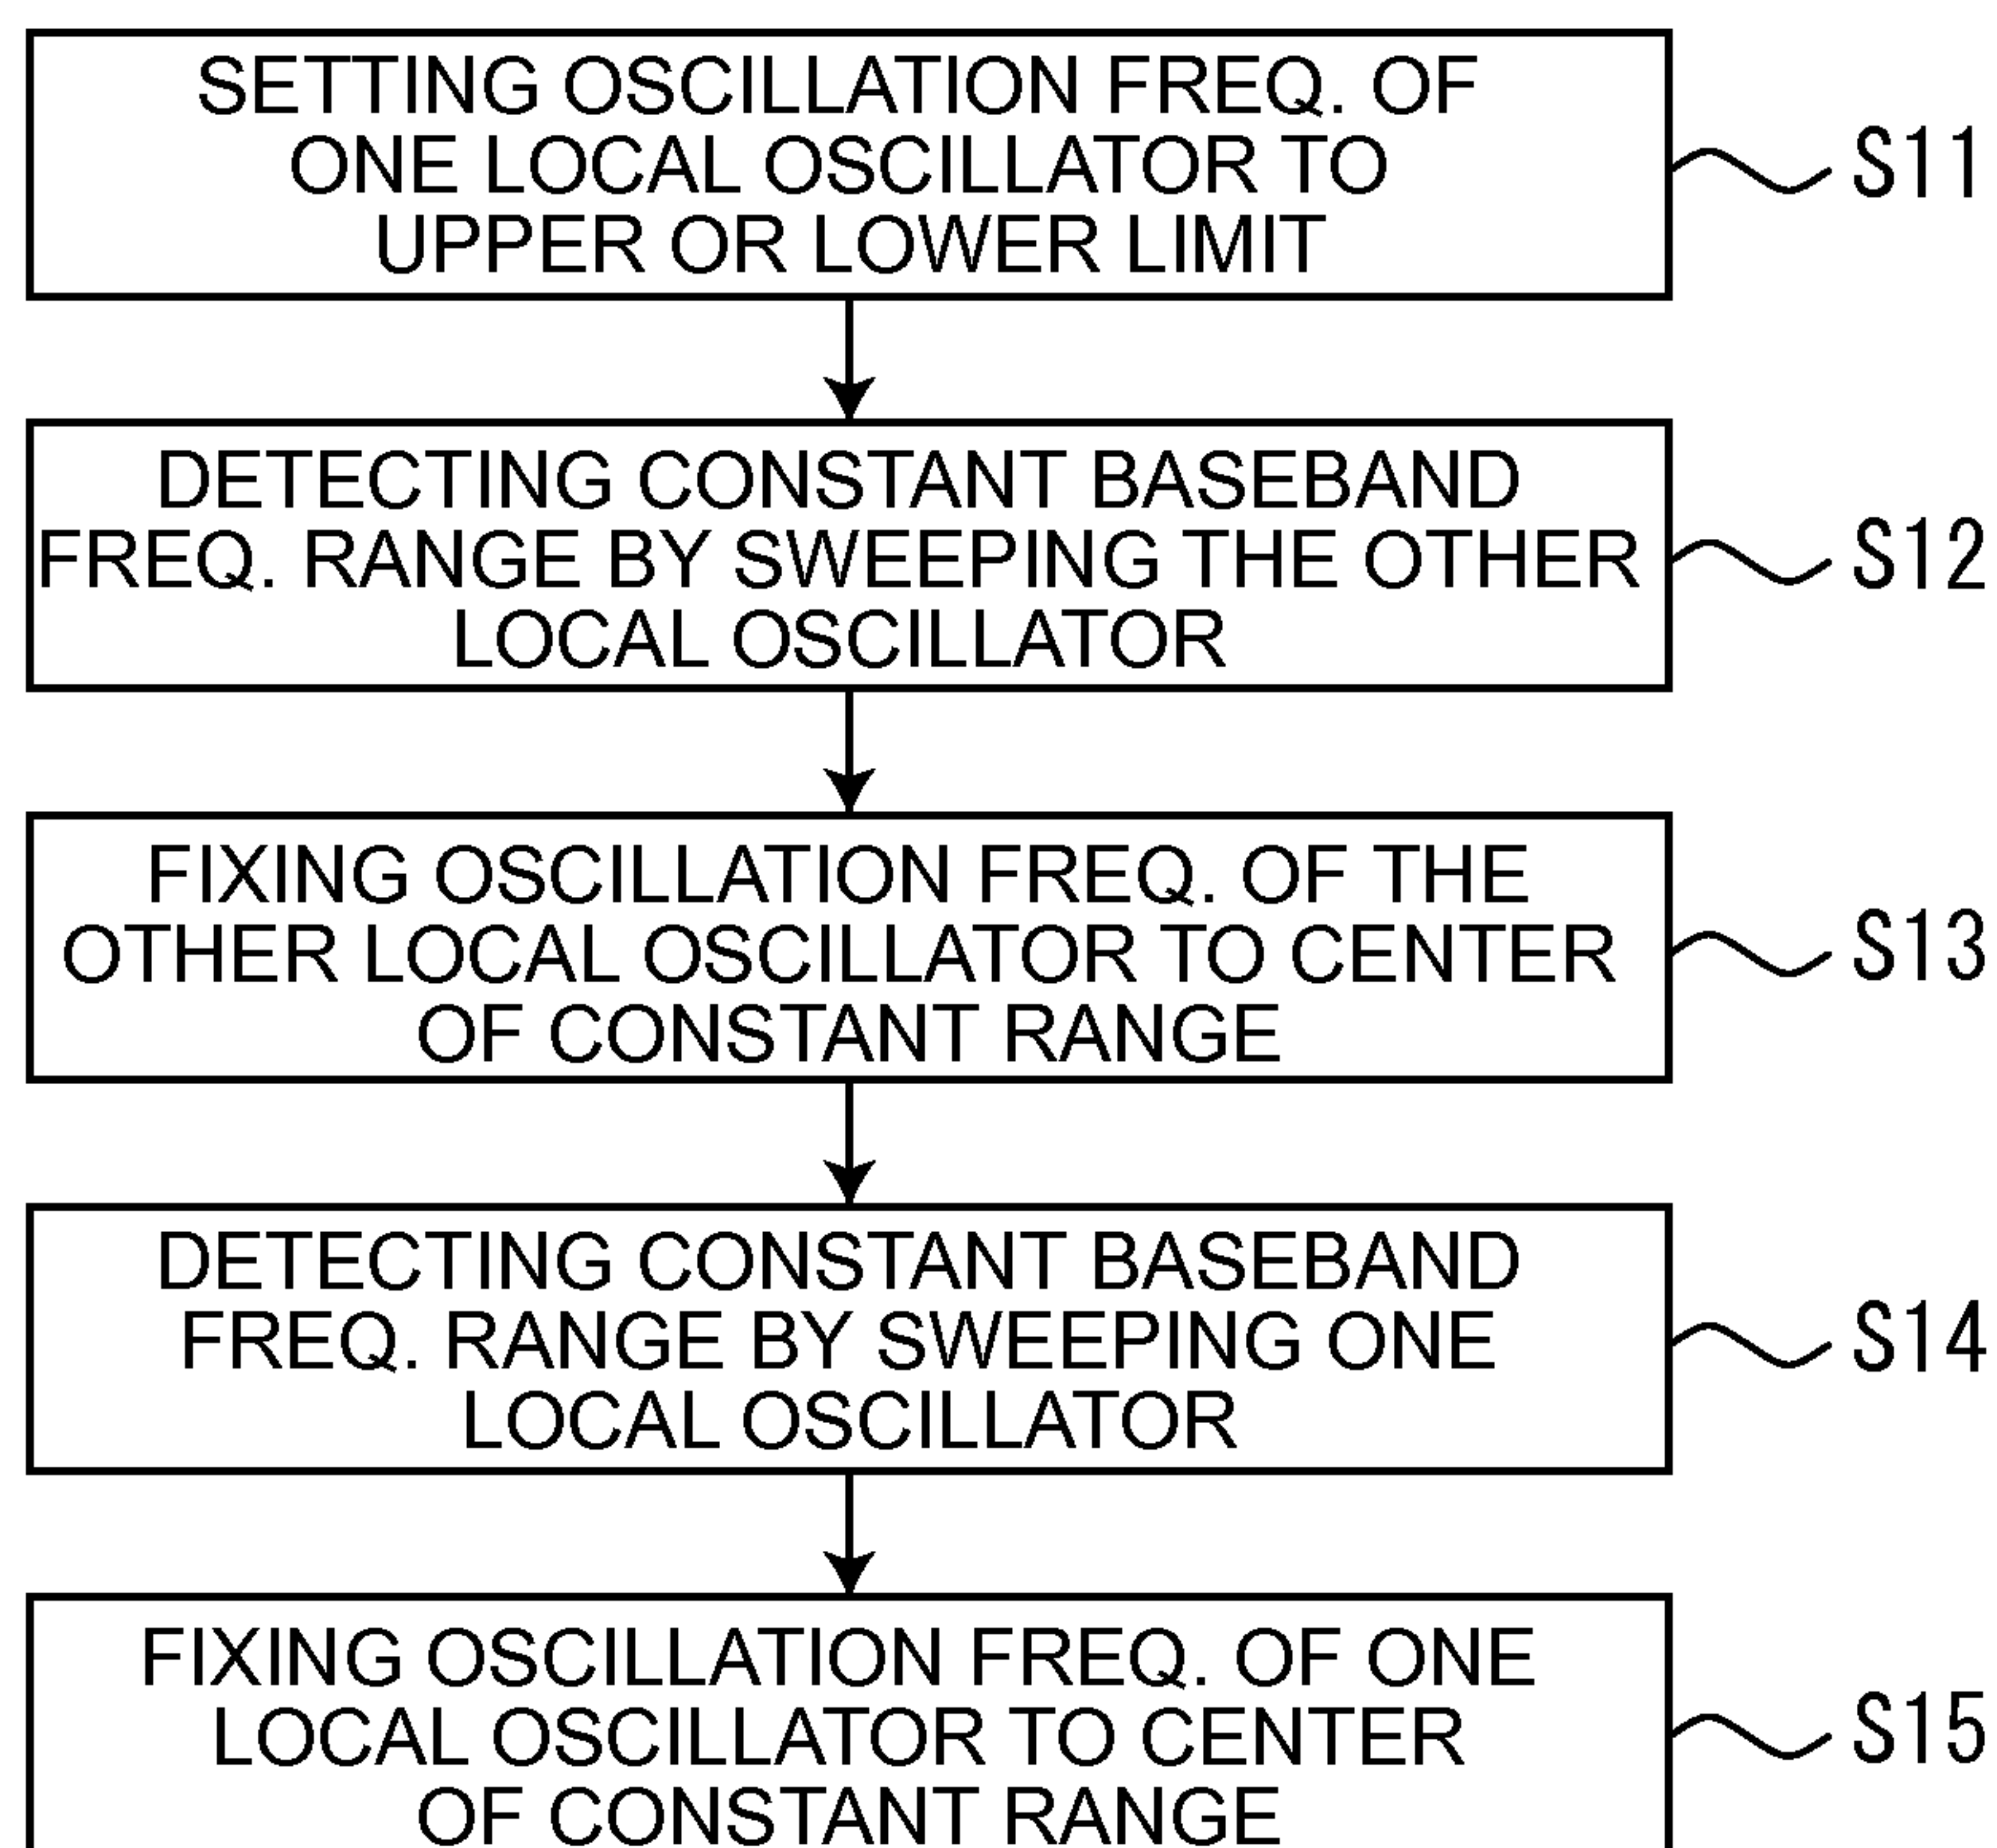 SETTING OSCILLATION FREQ. OF
ONE LOCAL OSCILLATOR TO
UPPER OR LOWER LIMIT
S11
DETECTING CONSTANT BASEBAND
FREQ. RANGE BY SWEEPING THE OTHER
LOCAL OSCILLATOR
S12
FIXING OSCILLATION FREQ. OF THE
OTHER LOCAL OSCILLATOR TO CENTER
OF CONSTANT RANGE
S13
DETECTING CONSTANT BASEBAND
FREQ. RANGE BY SWEEPING ONE
LOCAL OSCILLATOR
S14
FIXING OSCILLATION FREQ. OF ONE
LOCAL OSCILLATOR TO CENTER
OF CONSTANT RANGE
S15